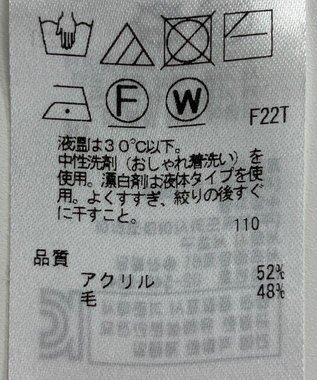 F
W
F22T
液温は30℃以下。
中性洗剤(おしゃれ着洗い)を
使用。漂白剤は液体タイプを使
用。よくすすぎ、絞りの後すぐ
に干すこと。
110
品質
アクリル 52%
毛 48%